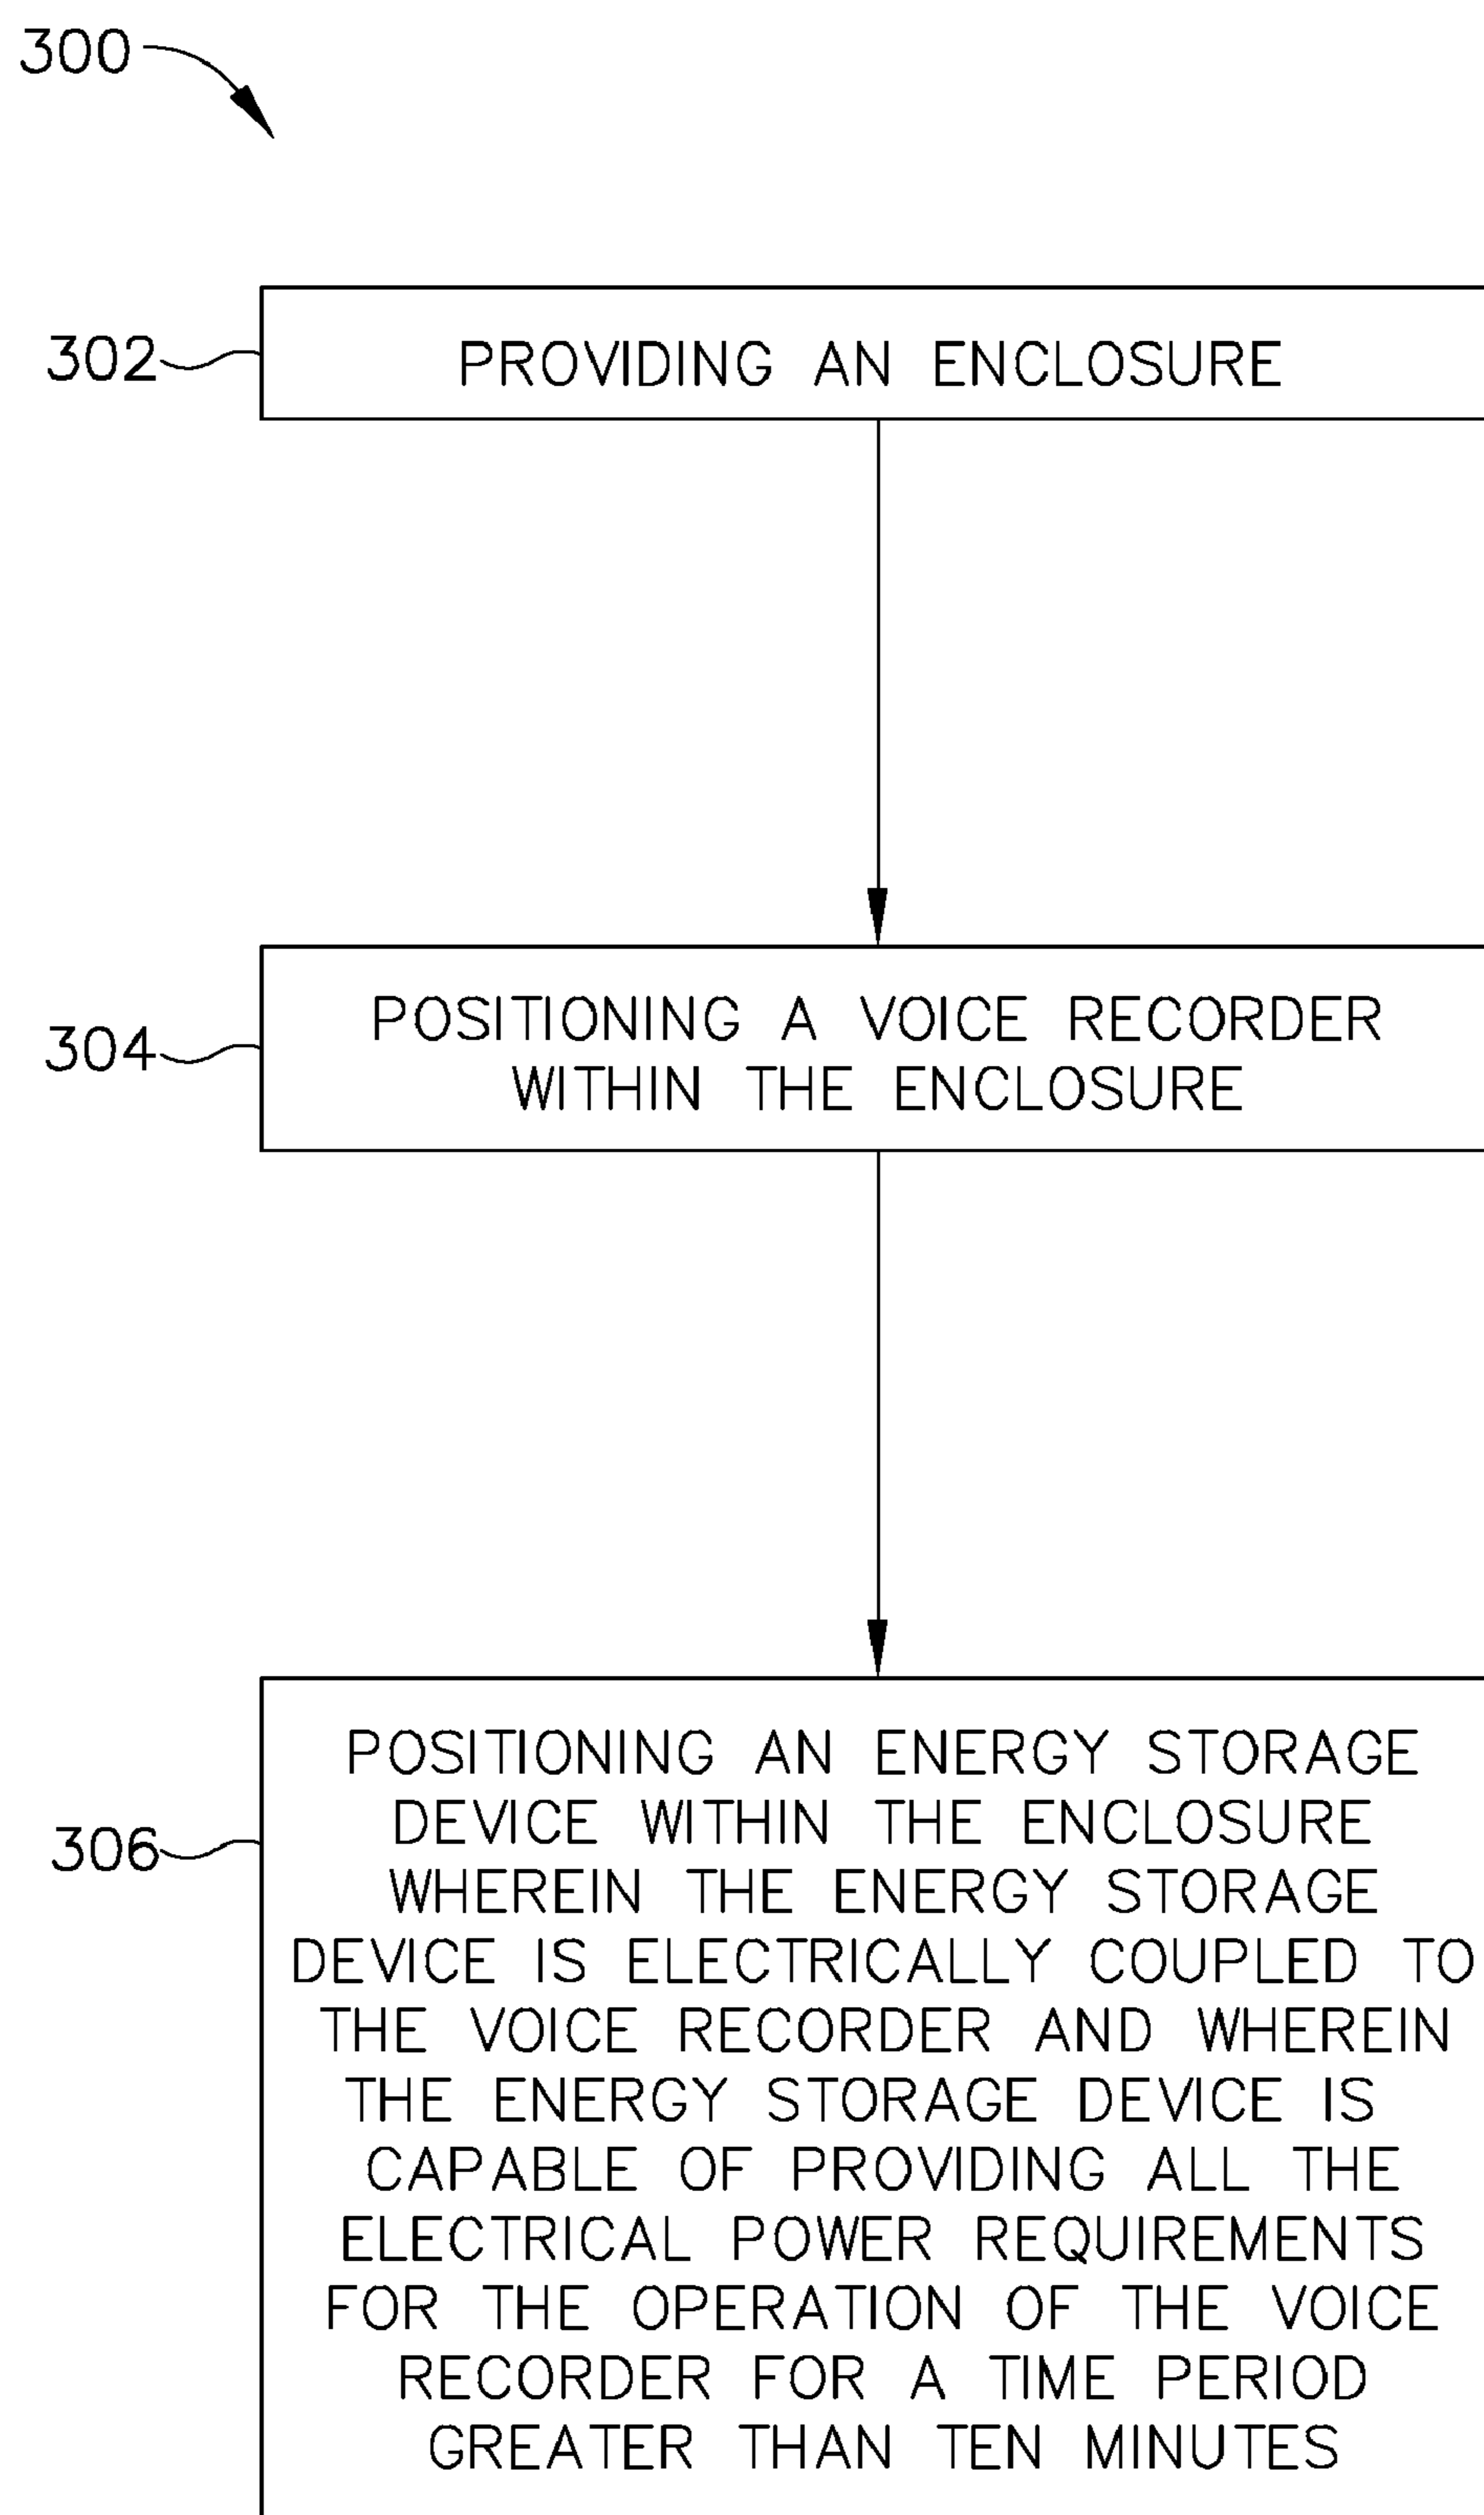 300
302
PROVIDING AN ENCLOSURE
304
POSITIONING A VOICE RECORDER
WITHIN THE ENCLOSURE
306
POSITIONING AN ENERGY STORAGE
DEVICE WITHIN THE ENCLOSURE
WHEREIN THE ENERGY STORAGE
DEVICE IS ELECTRICALLY COUPLED TO
THE VOICE RECORDER AND WHEREIN
THE ENERGY STORAGE DEVICE IS
CAPABLE OF PROVIDING ALL THE
ELECTRICAL POWER REQUIREMENTS
FOR THE OPERATION OF THE VOICE
RECORDER FOR A TIME PERIOD
GREATER THAN TEN MINUTES